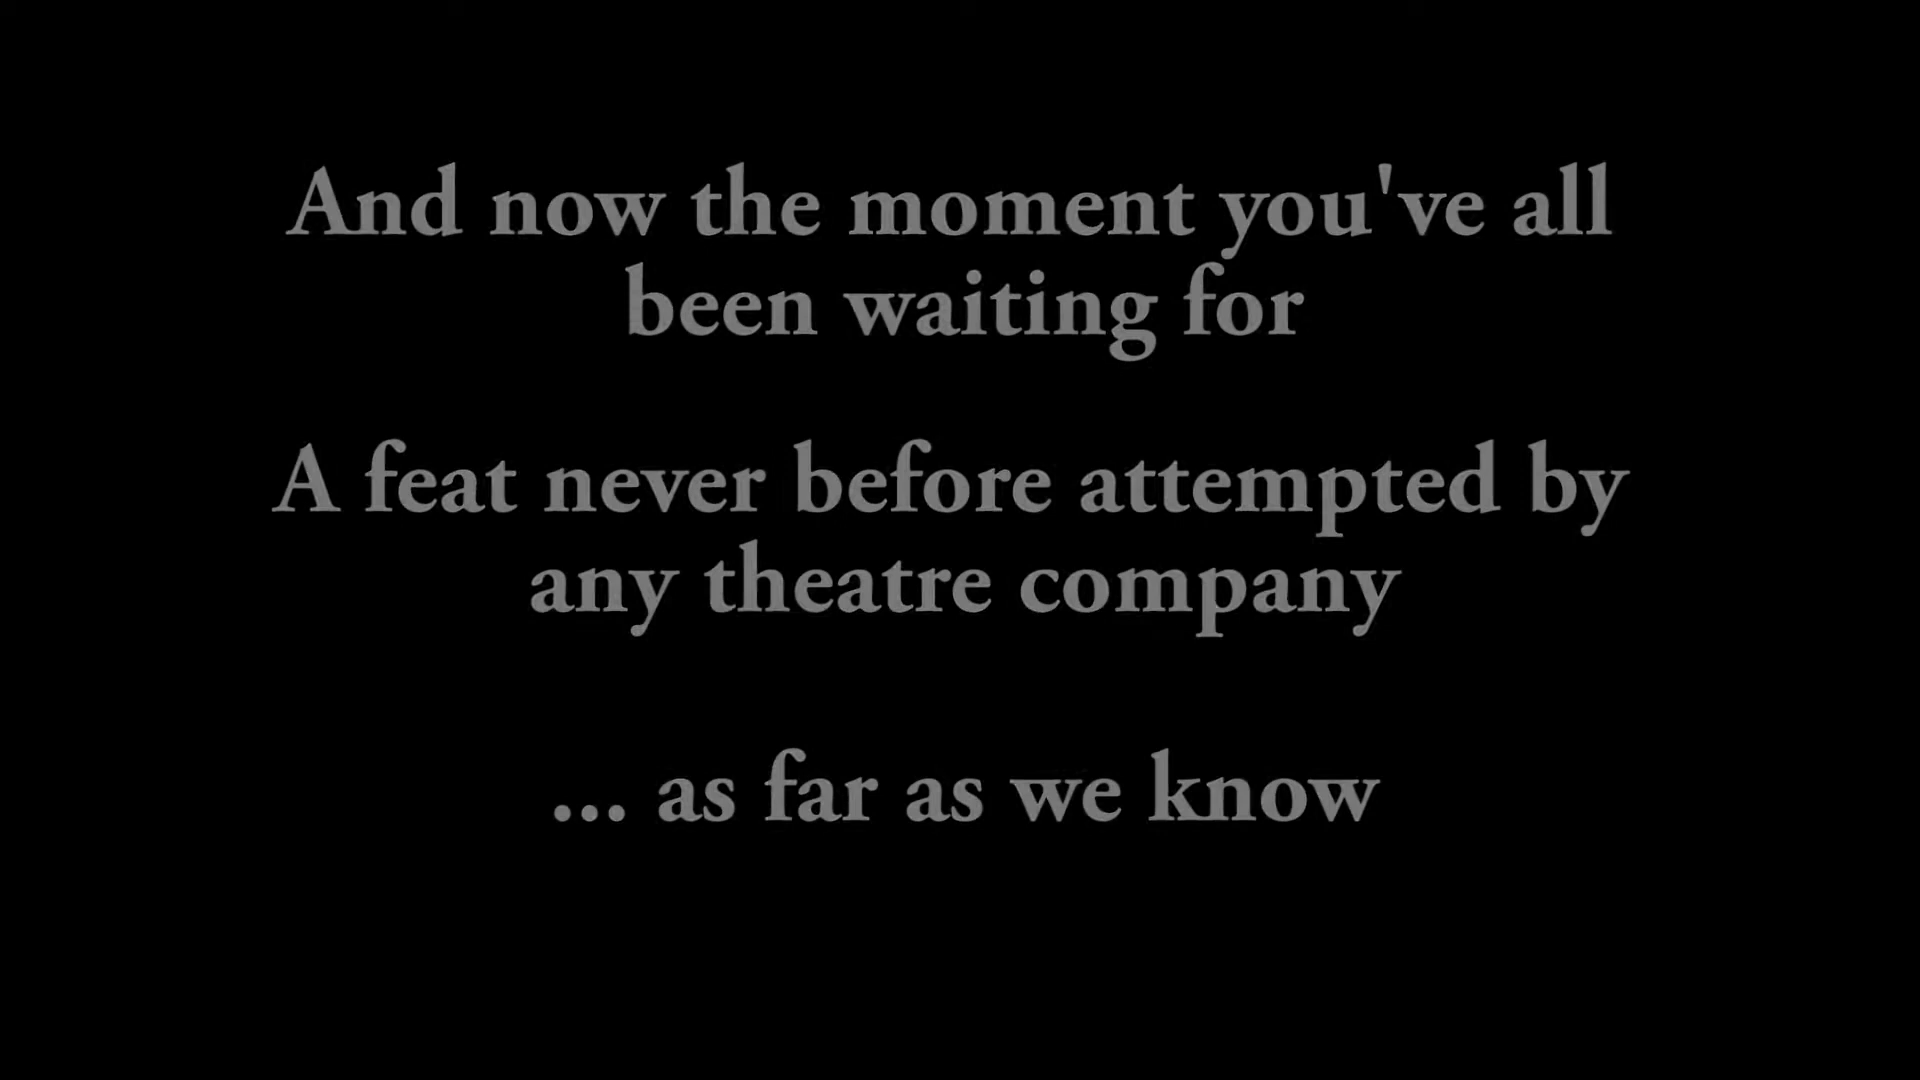 And now the moment you've all
been waiting for
A feat never before attempted by
any theatre company
... as far as we know